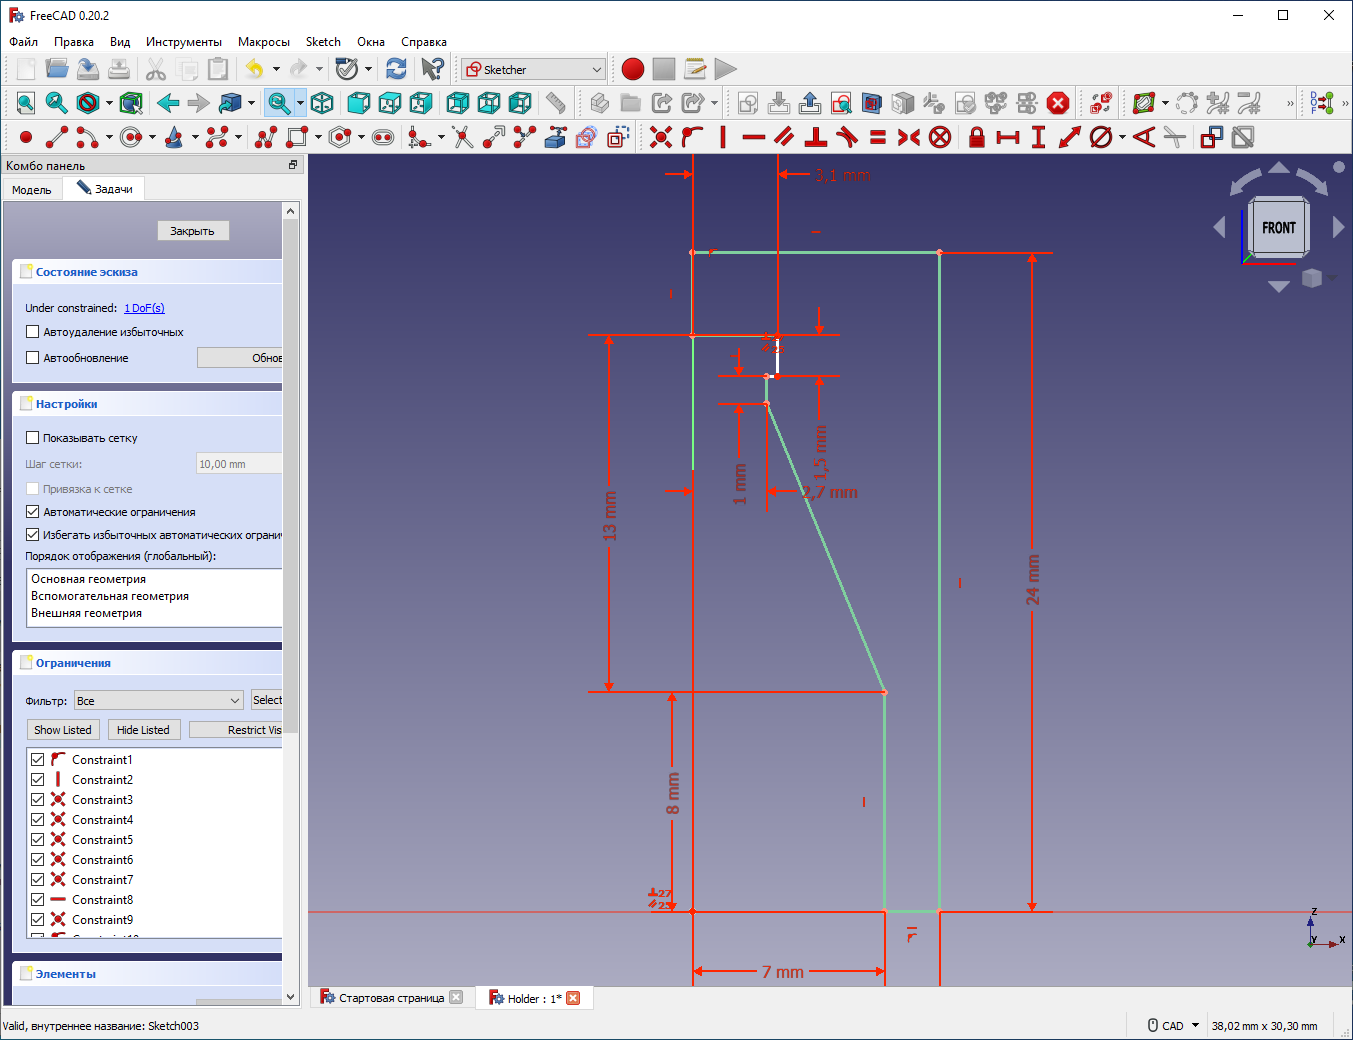 FreeCAD 0.20.2
Файл Правка Вид Инструменты Макросы Sketch Окна Справка
Sketcher
Комбо панель
Модель Задачи
Закрыть
Состояние эскиза
Under constrained: 1 DoF(s)
Автоудаление избыточных
Автообновление Обнов
Настройки
Показывать сетку
Шаг сетки: 10,00 mm
Привязка к сетке
Автоматические ограничения
Избегать избыточных автоматических ограни
Порядок отображения (глобальный):
Основная геометрия
Вспомогательная геометрия
Внешняя геометрия
Ограничения
Фильтр: Все Select
Show Listed Hide Listed Restrict Vis
Constraint1
Constraint2
Constraint3
Constraint4
Constraint5
Constraint6
Constraint7
Constraint8
Constraint9
Элементы
3.1 mm
FRONT
1,5 mm
1 mm
2,7 mm
13 mm
24 mm
8 mm
27
25
7 mm
Z
Y X
Стартовая страница Holder : 1*
Valid, внутреннее название: Sketch003
CAD 38,02 mm x 30,30 mm